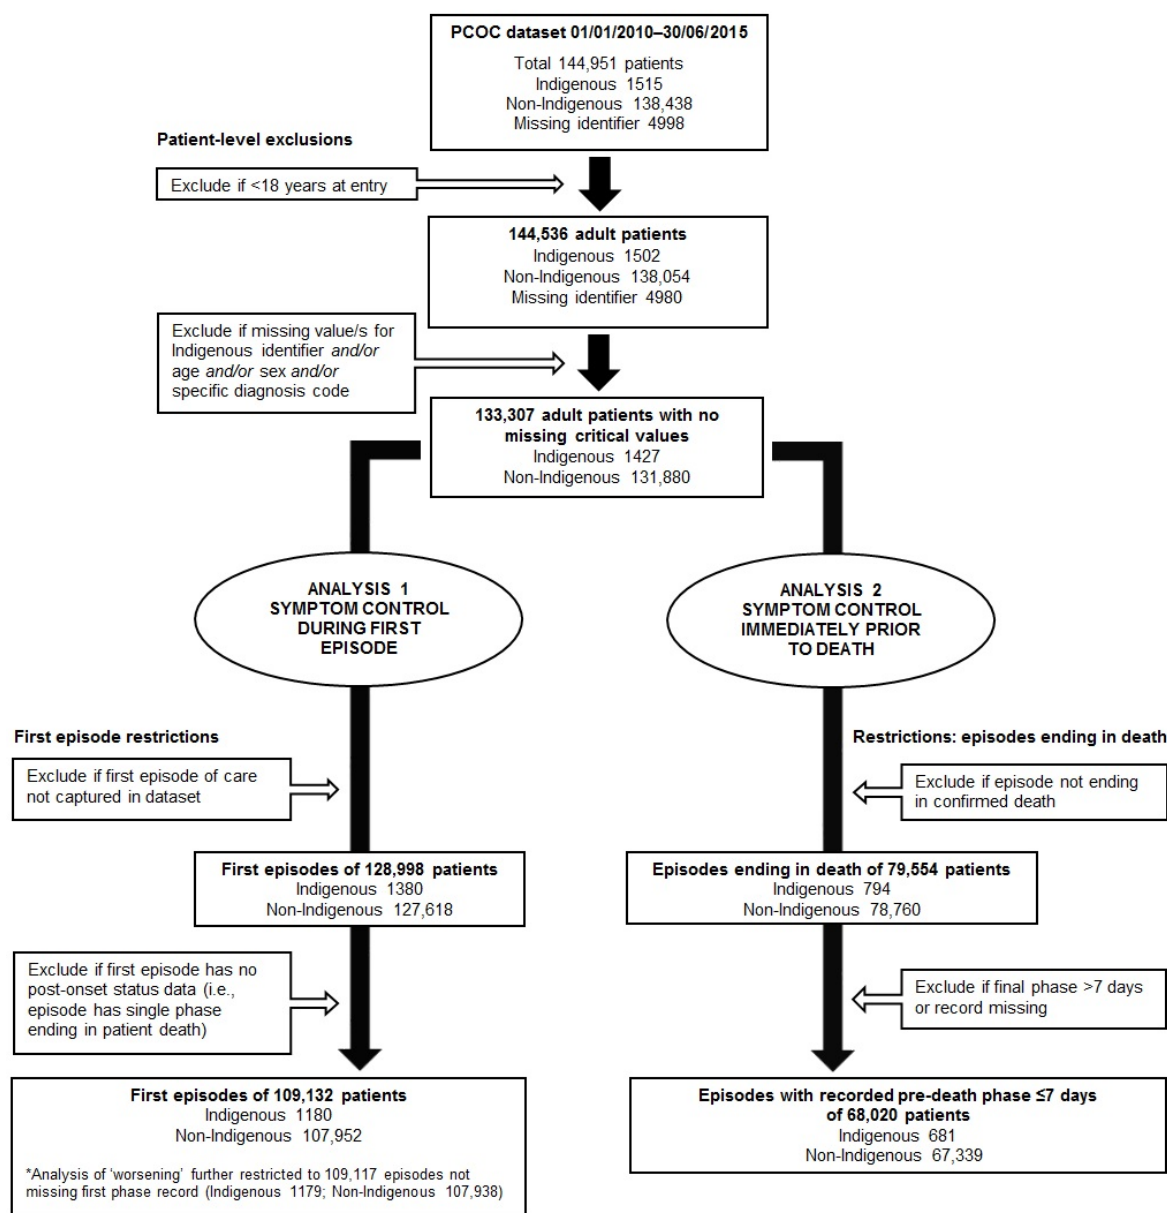 PCOC dataset 01/01/2010–30/06/2015
Total 144,951 patients
Indigenous 1515
Non-Indigenous 138,438
Missing identifier 4998
Patient-level exclusions
Exclude if <18 years at entry
144,536 adult patients
Indigenous 1502
Non-Indigenous 138,054
Missing identifier 4980
Exclude if missing value/s for
Indigenous identifier and/or
age and/or sex and/or
specific diagnosis code
133,307 adult patients with no
missing critical values
Indigenous 1427
Non-Indigenous 131,880
ANALYSIS 1
SYMPTOM CONTROL
DURING FIRST
EPISODE
ANALYSIS 2
SYMPTOM CONTROL
IMMEDIATELY PRIOR
TO DEATH
First episode restrictions
Restrictions: episodes ending in death
Exclude if first episode of care
not captured in dataset
Exclude if episode not ending
in confirmed death
First episodes of 128,998 patients
Indigenous 1380
Non-Indigenous 127,618
Episodes ending in death of 79,554 patients
Indigenous 794
Non-Indigenous 78,760
Exclude if first episode has no
post-onset status data (i.e.,
episode has single phase
ending in patient death)
Exclude if final phase >7 days
or record missing
First episodes of 109,132 patients
Indigenous 1180
Non-Indigenous 107,952
*Analysis of ‘worsening’ further restricted to 109,117 episodes not
missing first phase record (Indigenous 1179; Non-Indigenous 107,938)
Episodes with recorded pre-death phase ≤7 days
of 68,020 patients
Indigenous 681
Non-Indigenous 67,339